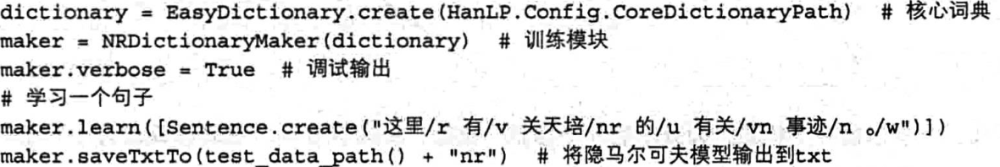 dictionary = EasyDictionary.create(HanLP.Config.CoreDictionaryPath)  # 核心词典
maker = NRDictionaryMaker(dictionary)  # 训练模块
maker.verbose = True  # 调试输出
# 学习一个句子
maker.learn([Sentence.create("这里/r 有/v 关天培/nr 的/u 有关/vn 事迹/n 。/w")])
maker.saveTxtTo(test_data_path() + "nr")  # 将隐马尔可夫模型输出到txt